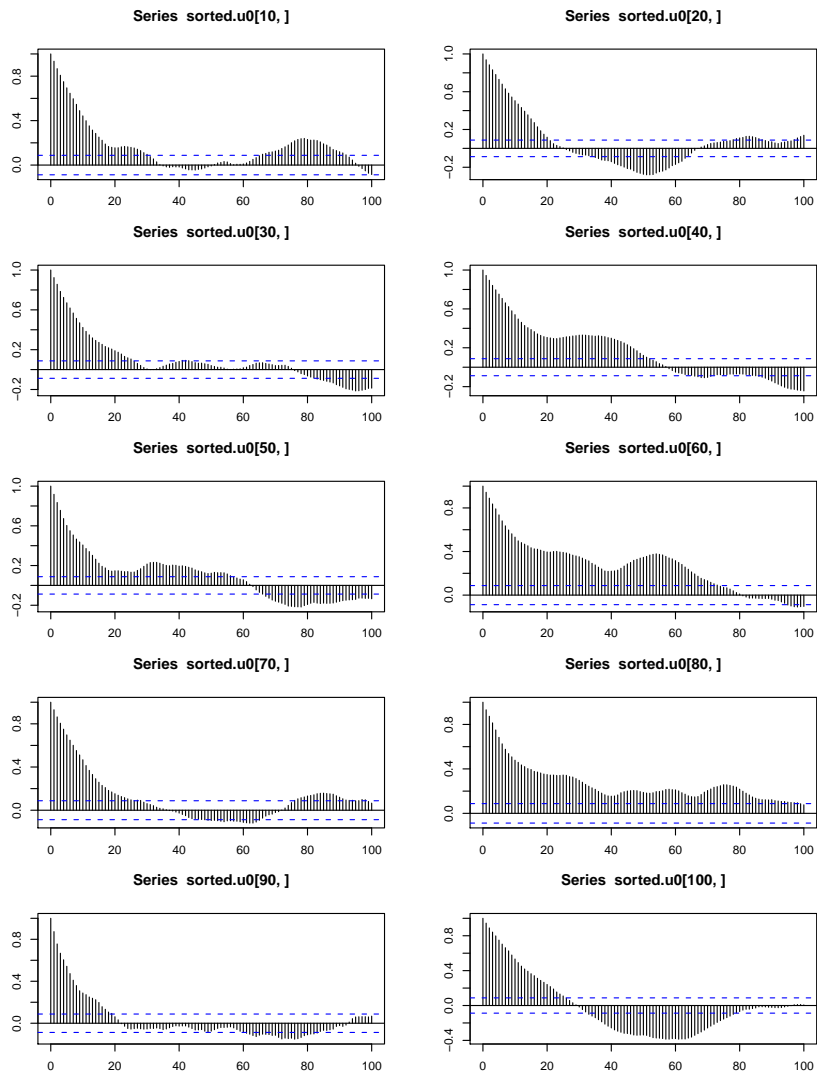 Series sorted.u0[10, ]
0.0 0.4 0.8
0 20 40 60 80 100
Series sorted.u0[20, ]
−0.2 0.2 0.6 1.0
0 20 40 60 80 100
Series sorted.u0[30, ]
−0.2 0.2 0.6 1.0
0 20 40 60 80 100
Series sorted.u0[40, ]
−0.2 0.2 0.6 1.0
0 20 40 60 80 100
Series sorted.u0[50, ]
−0.2 0.2 0.6 1.0
0 20 40 60 80 100
Series sorted.u0[60, ]
0.0 0.4 0.8
0 20 40 60 80 100
Series sorted.u0[70, ]
0.0 0.4 0.8
0 20 40 60 80 100
Series sorted.u0[80, ]
0.0 0.4 0.8
0 20 40 60 80 100
Series sorted.u0[90, ]
0.0 0.4 0.8
0 20 40 60 80 100
Series sorted.u0[100, ]
−0.4 0.0 0.4 0.8
0 20 40 60 80 100